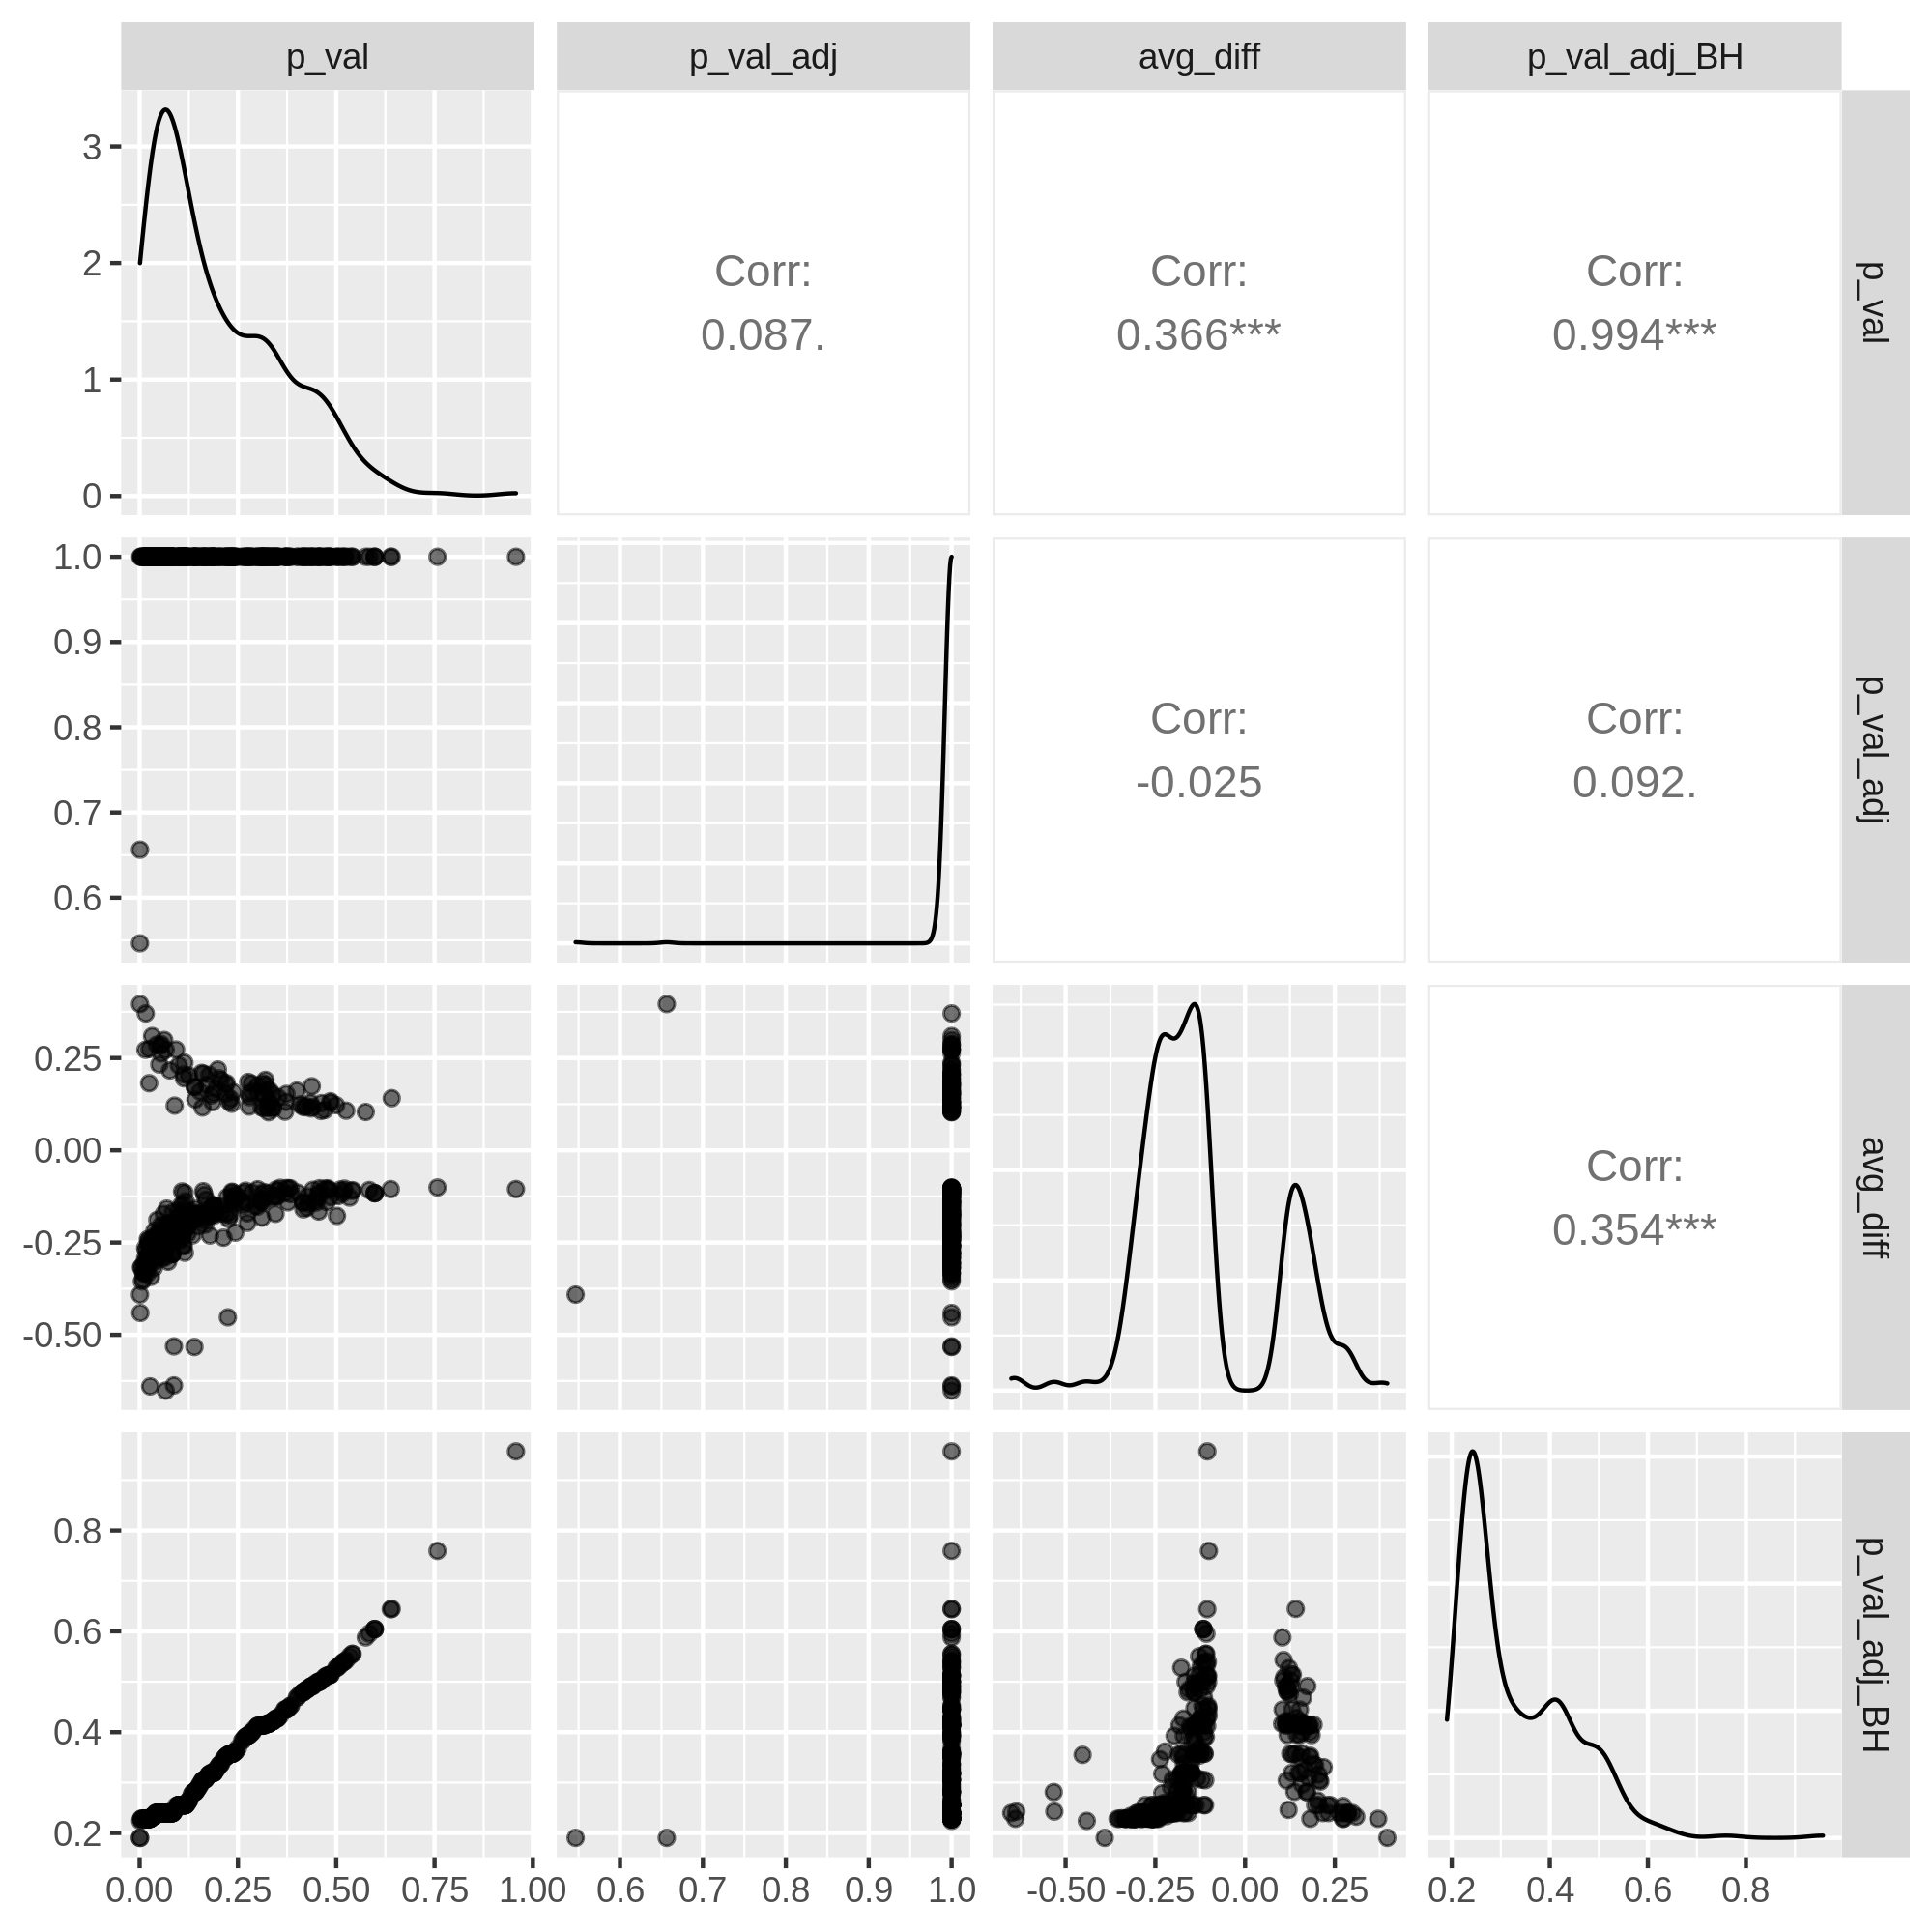 p_val
p_val_adj
avg_diff
p_val_adj_BH
3
2
1
0
Corr:
0.087.
Corr:
0.366***
Corr:
0.994***
p_val
1.0
0.9
0.8
0.7
0.6
Corr:
-0.025
Corr:
0.092.
p_val_adj
0.25
0.00
-0.25
-0.50
Corr:
0.354***
avg_diff
0.8
0.6
0.4
0.2
p_val_adj_BH
0.00 0.25 0.50 0.75 1.00
0.6 0.7 0.8 0.9 1.0
-0.50 -0.25 0.00 0.25
0.2 0.4 0.6 0.8